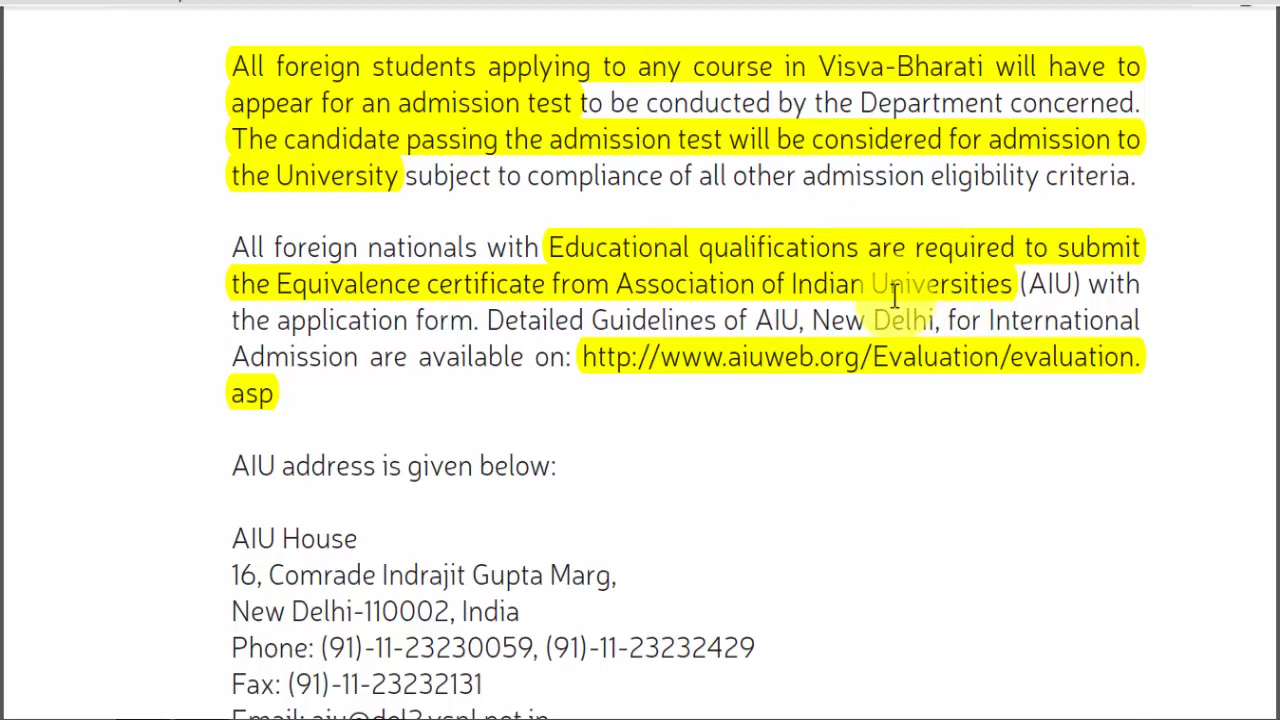 All foreign students applying to any course in Visva-Bharati will have to
appear for an admission test to be conducted by the Department concerned.
The candidate passing the admission test will be considered for admission to
the University subject to compliance of all other admission eligibility criteria.
All foreign nationals with Educational qualifications are required to submit
the Equivalence certificate from Association of Indian Universities (AIU) with
the application form. Detailed Guidelines of AIU, New Delhi, for International
Admission are available on: http://www.aiuweb.org/Evaluation/evaluation.
asp
AIU address is given below:
AIU House
16, Comrade Indrajit Gupta Marg,
New Delhi-110002, India
Phone: (91)-11-23230059, (91)-11-23232429
Fax: (91)-11-23232131
Email: